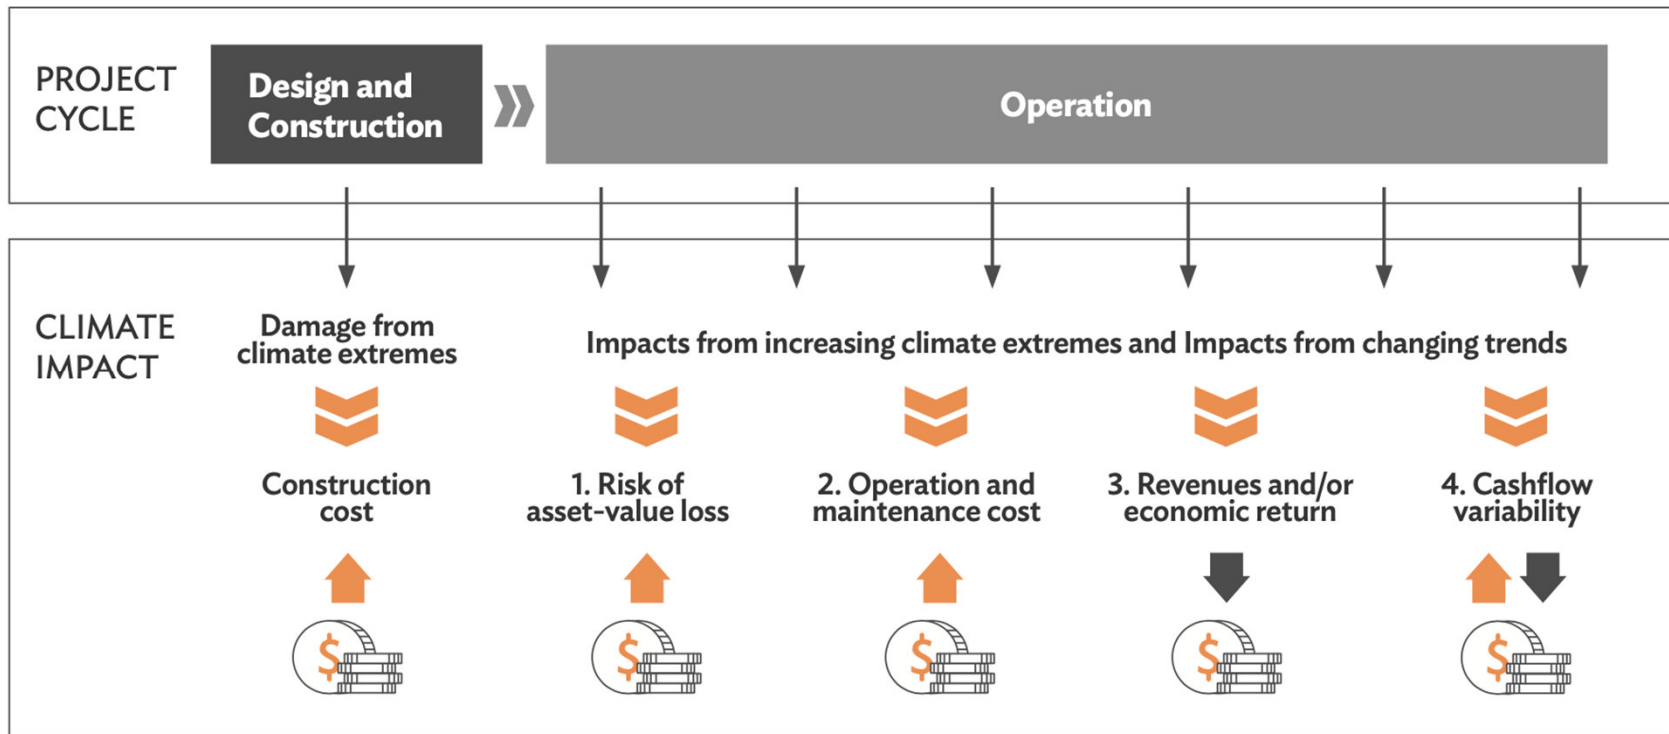 PROJECT
CYCLE
Design and
Construction
Operation
CLIMATE
IMPACT
Damage from
climate extremes
Impacts from increasing climate extremes and Impacts from changing trends
Construction
cost
1. Risk of
asset-value loss
2. Operation and
maintenance cost
3. Revenues and/or
economic return
4. Cashflow
variability
$
$
$
$
$